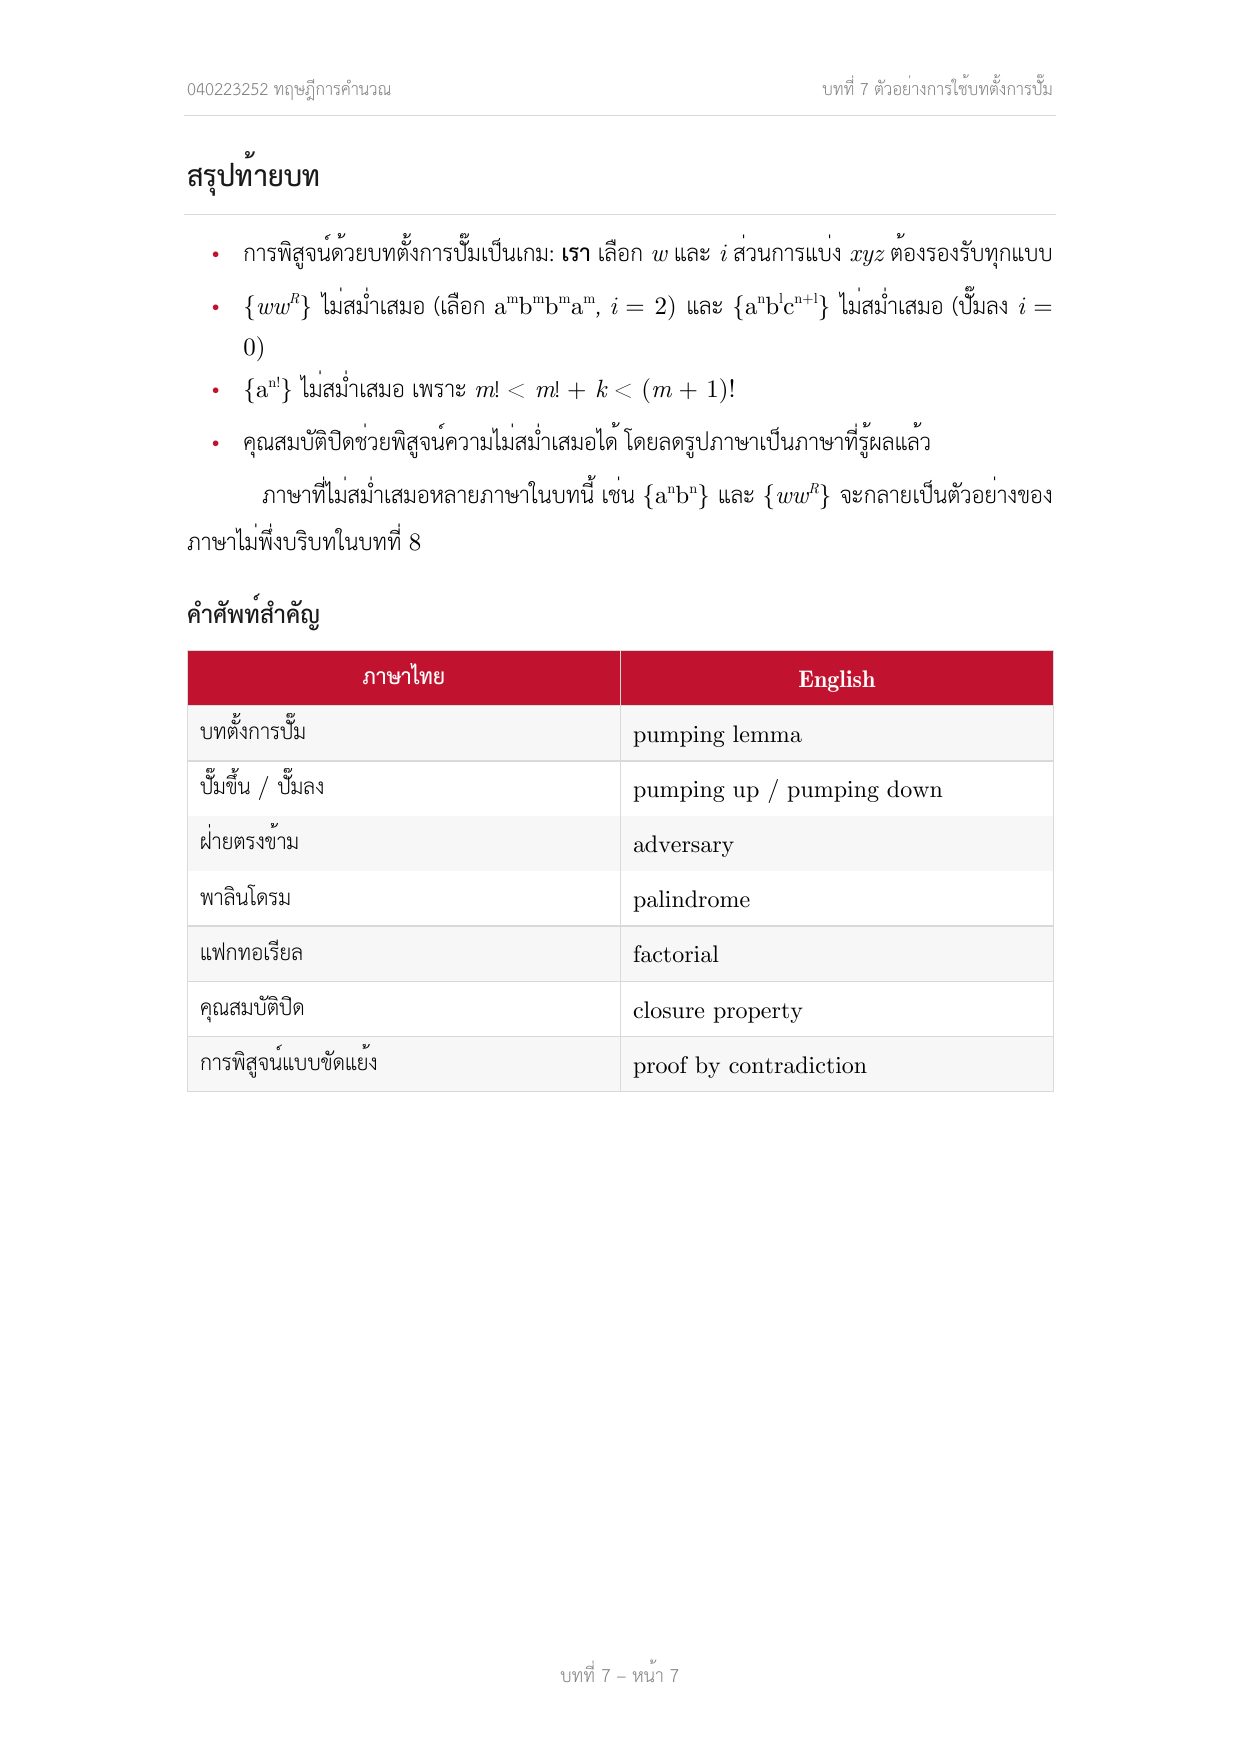 040223252 ทฤษฎีการคำนวณ บทที่ 7 ตัวอย่างการใช้บทตั้งการปั๊ม
สรุปท้ายบท
• การพิสูจน์ด้วยบทตั้งการปั๊มเป็นเกม: เรา เลือก w และ i ส่วนการแบ่ง xyz ต้องรองรับทุกแบบ
• {wwᴿ} ไม่สม่ำเสมอ (เลือก aᵐbᵐbᵐaᵐ, i = 2) และ {aⁿbˡcⁿ⁺ˡ} ไม่สม่ำเสมอ (ปั๊มลง i =
0)
• {aⁿ!} ไม่สม่ำเสมอ เพราะ m! < m! + k < (m + 1)!
• คุณสมบัติปิดช่วยพิสูจน์ความไม่สม่ำเสมอได้ โดยลดรูปภาษาเป็นภาษาที่รู้ผลแล้ว
ภาษาที่ไม่สม่ำเสมอหลายภาษาในบทนี้ เช่น {aⁿbⁿ} และ {wwᴿ} จะกลายเป็นตัวอย่างของ
ภาษาไม่พึ่งบริบทในบทที่ 8
คำศัพท์สำคัญ
ภาษาไทย English
บทตั้งการปั๊ม pumping lemma
ปั๊มขึ้น / ปั๊มลง pumping up / pumping down
ฝ่ายตรงข้าม adversary
พาลินโดรม palindrome
แฟกทอเรียล factorial
คุณสมบัติปิด closure property
การพิสูจน์แบบขัดแย้ง proof by contradiction
บทที่ 7 – หน้า 7